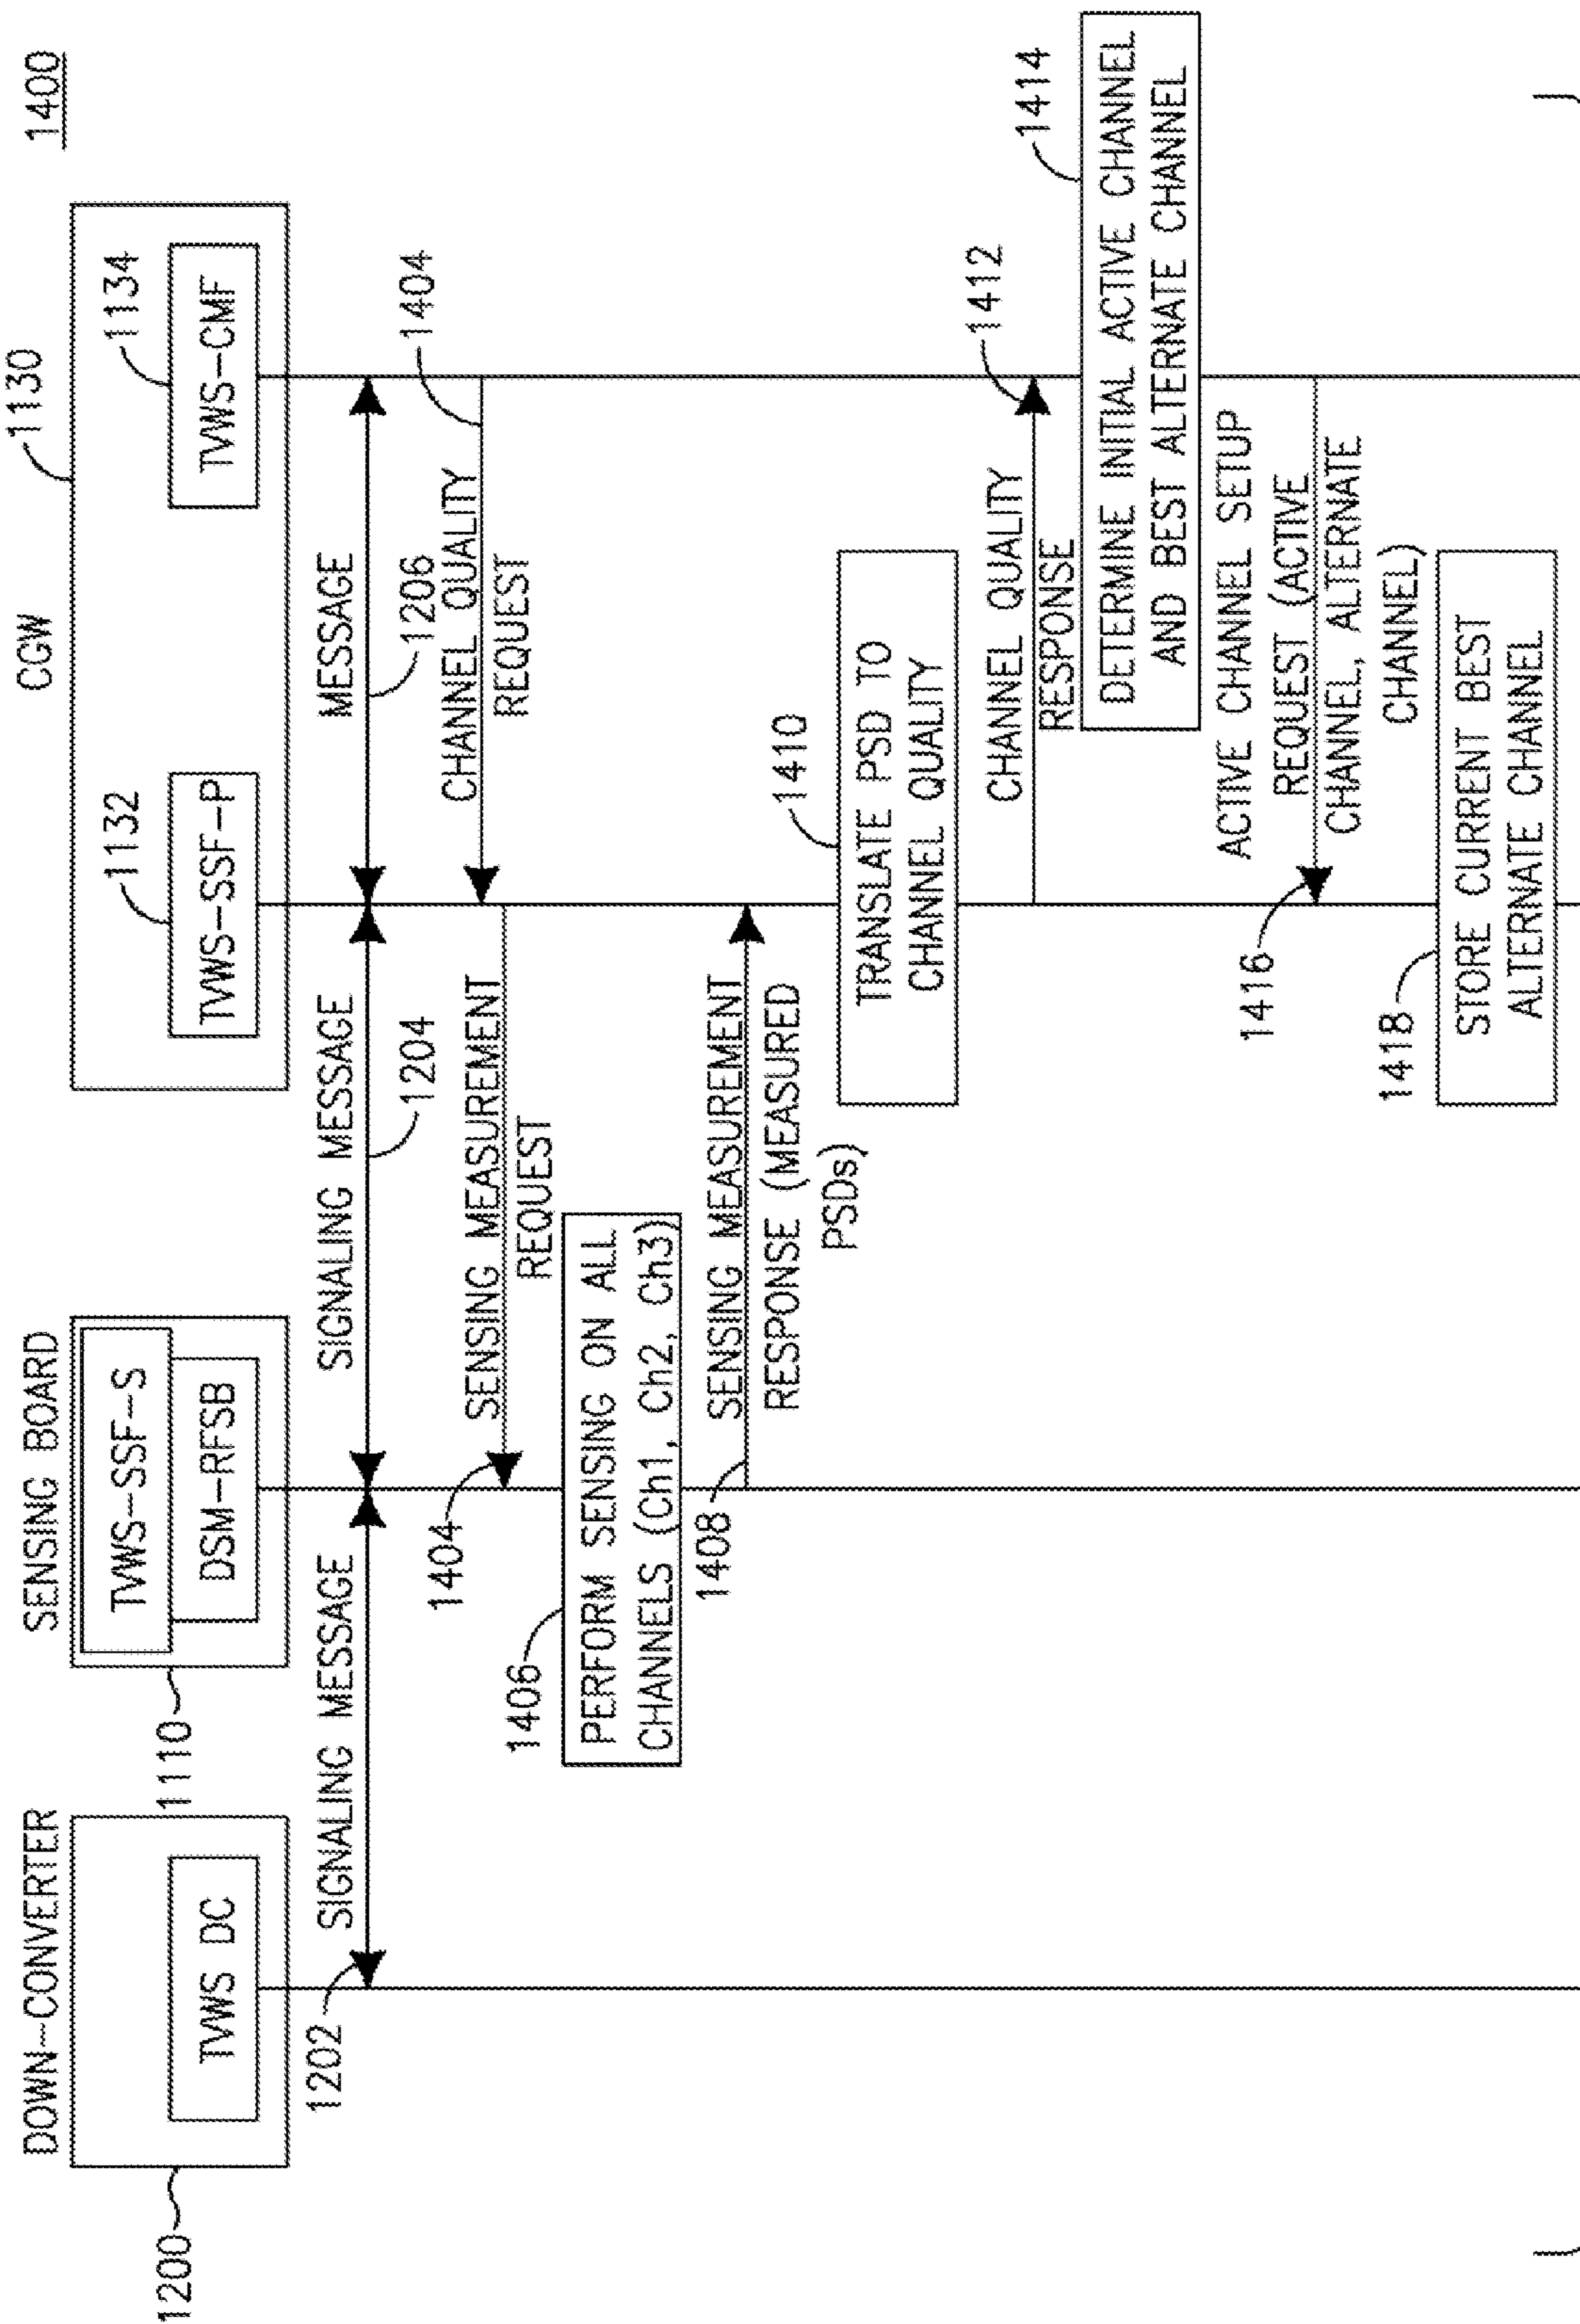 1400
DOWN-CONVERTER
SENSING BOARD
CGW
1130
1200
TVWS DC
1110
TVWS-SSF-S
DSM-RFSB
1132
TVWS-SSF-P
1134
TVWS-CMF
SIGNALING MESSAGE
1202
SIGNALING MESSAGE
1204
MESSAGE
1206
CHANNEL QUALITY
REQUEST
1404
SENSING MEASUREMENT
REQUEST
1404
1406
PERFORM SENSING ON ALL
CHANNELS (Ch1, Ch2, Ch3)
SENSING MEASUREMENT
RESPONSE (MEASURED
PSDs)
1408
1410
TRANSLATE PSD TO
CHANNEL QUALITY
CHANNEL QUALITY
RESPONSE
1412
1414
DETERMINE INITIAL ACTIVE CHANNEL
AND BEST ALTERNATE CHANNEL
ACTIVE CHANNEL SETUP
REQUEST (ACTIVE
CHANNEL, ALTERNATE
CHANNEL)
1416
1418
STORE CURRENT BEST
ALTERNATE CHANNEL